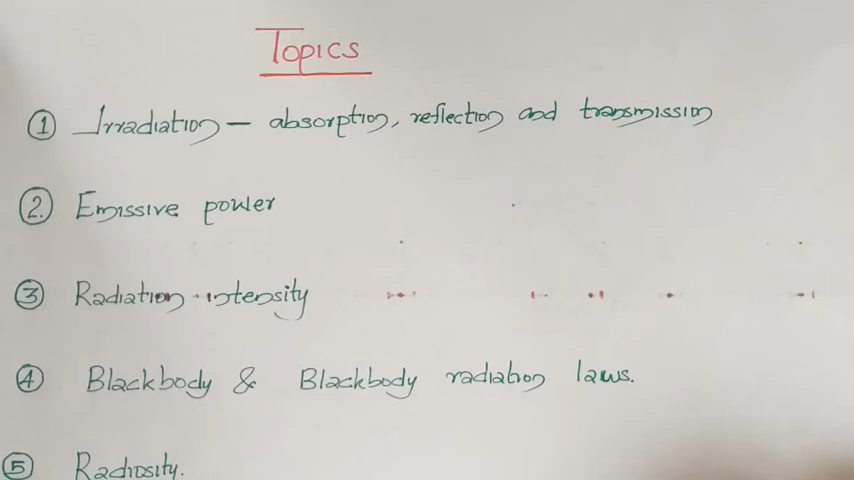 Topics
① Irradiation — absorption, reflection and transmission
② Emissive power
③ Radiation intensity
④ Blackbody & Blackbody radiation laws.
⑤ Radiosity.